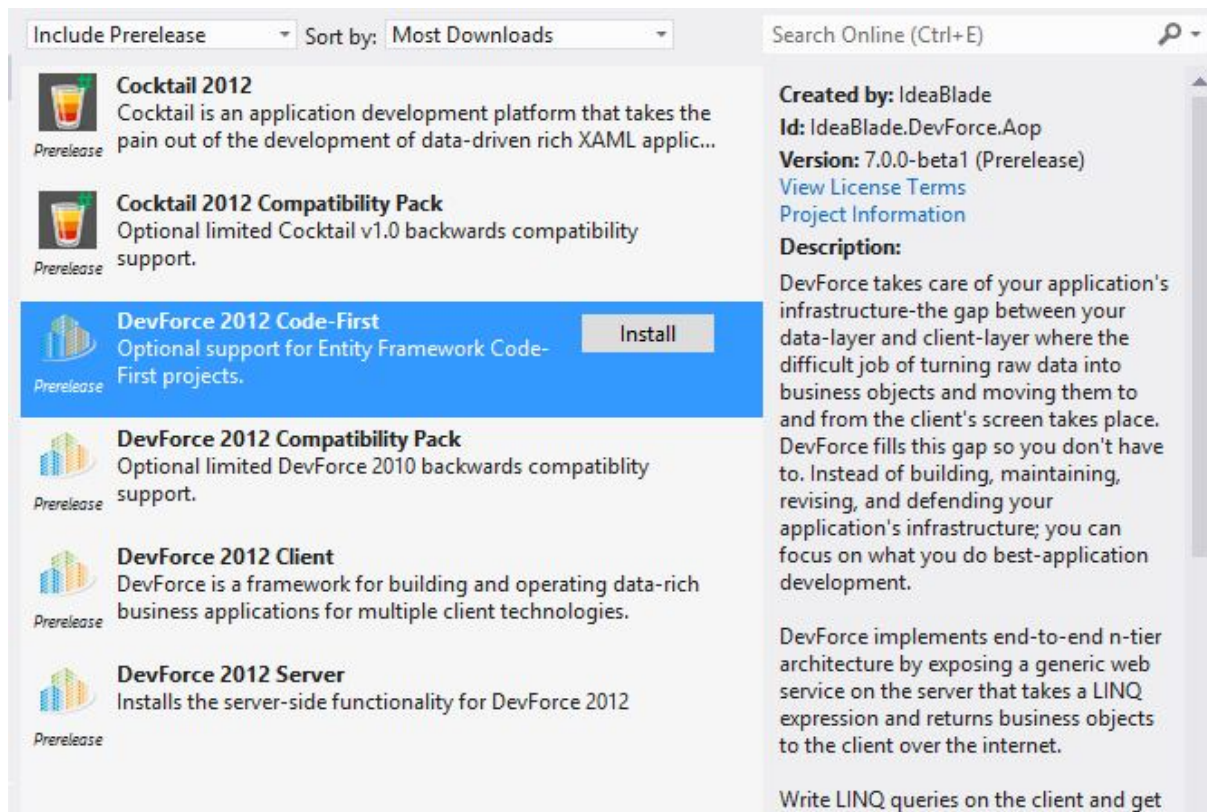 Include Prerelease
Sort by: Most Downloads
Search Online (Ctrl+E)
Cocktail 2012
Cocktail is an application development platform that takes the
pain out of the development of data-driven rich XAML applic...
Prerelease
Cocktail 2012 Compatibility Pack
Optional limited Cocktail v1.0 backwards compatibility
support.
Prerelease
DevForce 2012 Code-First
Optional support for Entity Framework Code-
First projects.
Install
Prerelease
DevForce 2012 Compatibility Pack
Optional limited DevForce 2010 backwards compatiblity
support.
Prerelease
DevForce 2012 Client
DevForce is a framework for building and operating data-rich
business applications for multiple client technologies.
Prerelease
DevForce 2012 Server
Installs the server-side functionality for DevForce 2012
Prerelease
Created by: IdeaBlade
Id: IdeaBlade.DevForce.Aop
Version: 7.0.0-beta1 (Prerelease)
View License Terms
Project Information
Description:
DevForce takes care of your application's
infrastructure-the gap between your
data-layer and client-layer where the
difficult job of turning raw data into
business objects and moving them to
and from the client's screen takes place.
DevForce fills this gap so you don't have
to. Instead of building, maintaining,
revising, and defending your
application's infrastructure; you can
focus on what you do best-application
development.
DevForce implements end-to-end n-tier
architecture by exposing a generic web
service on the server that takes a LINQ
expression and returns business objects
to the client over the internet.
Write LINQ queries on the client and get